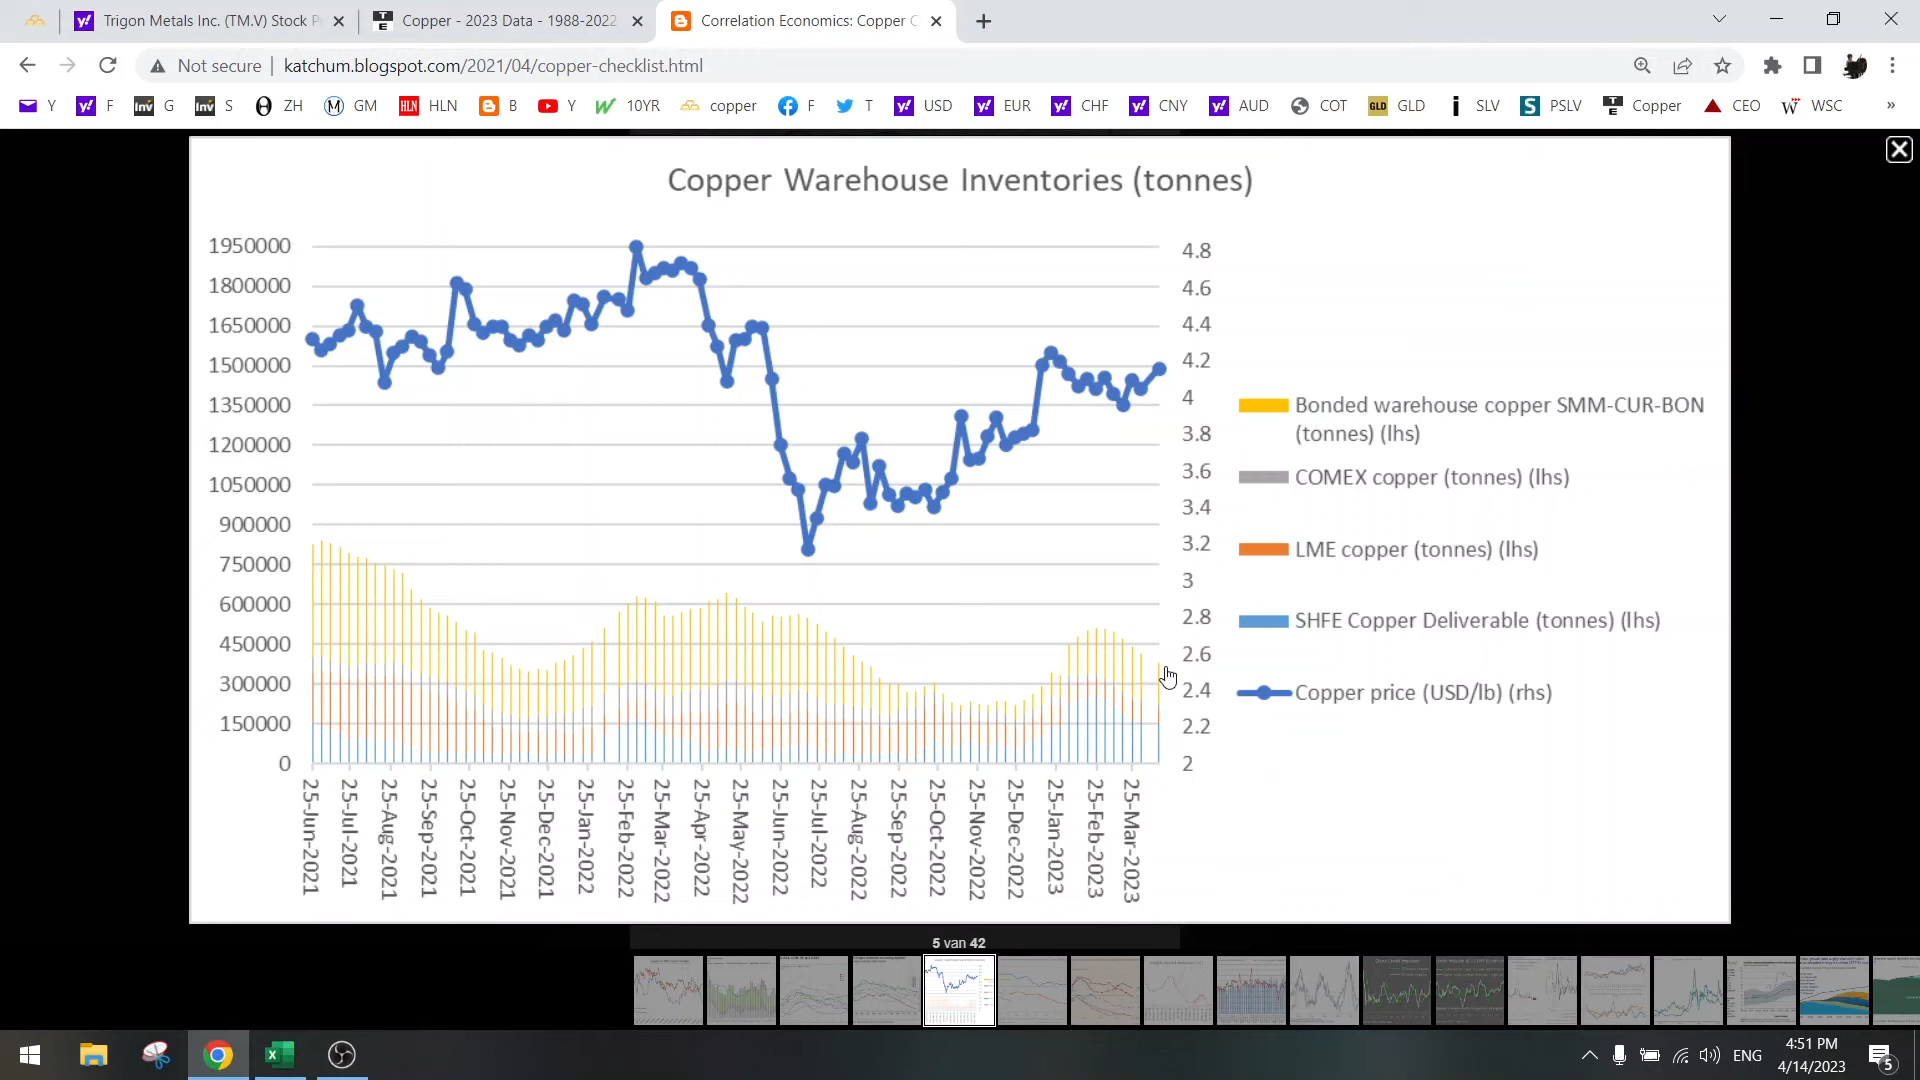 Trigon Metals Inc. (TM.V) Stock P
Copper - 2023 Data - 1988-2022
Correlation Economics: Copper C
Not secure
katchum.blogspot.com/2021/04/copper-checklist.html
Y F G S ZH GM HLN B Y 10YR copper F T USD EUR CHF CNY AUD COT GLD SLV PSLV Copper CEO WSC
Copper Warehouse Inventories (tonnes)
1950000
1800000
1650000
1500000
1350000
1200000
1050000
900000
750000
600000
450000
300000
150000
0
4.8
4.6
4.4
4.2
4
3.8
3.6
3.4
3.2
3
2.8
2.6
2.4
2.2
2
Bonded warehouse copper SMM-CUR-BON
(tonnes) (lhs)
COMEX copper (tonnes) (lhs)
LME copper (tonnes) (lhs)
SHFE Copper Deliverable (tonnes) (lhs)
Copper price (USD/lb) (rhs)
25-Jun-2021
25-Jul-2021
25-Aug-2021
25-Sep-2021
25-Oct-2021
25-Nov-2021
25-Dec-2021
25-Jan-2022
25-Feb-2022
25-Mar-2022
25-Apr-2022
25-May-2022
25-Jun-2022
25-Jul-2022
25-Aug-2022
25-Sep-2022
25-Oct-2022
25-Nov-2022
25-Dec-2022
25-Jan-2023
25-Feb-2023
25-Mar-2023
5 van 42
ENG
4:51 PM
4/14/2023
5